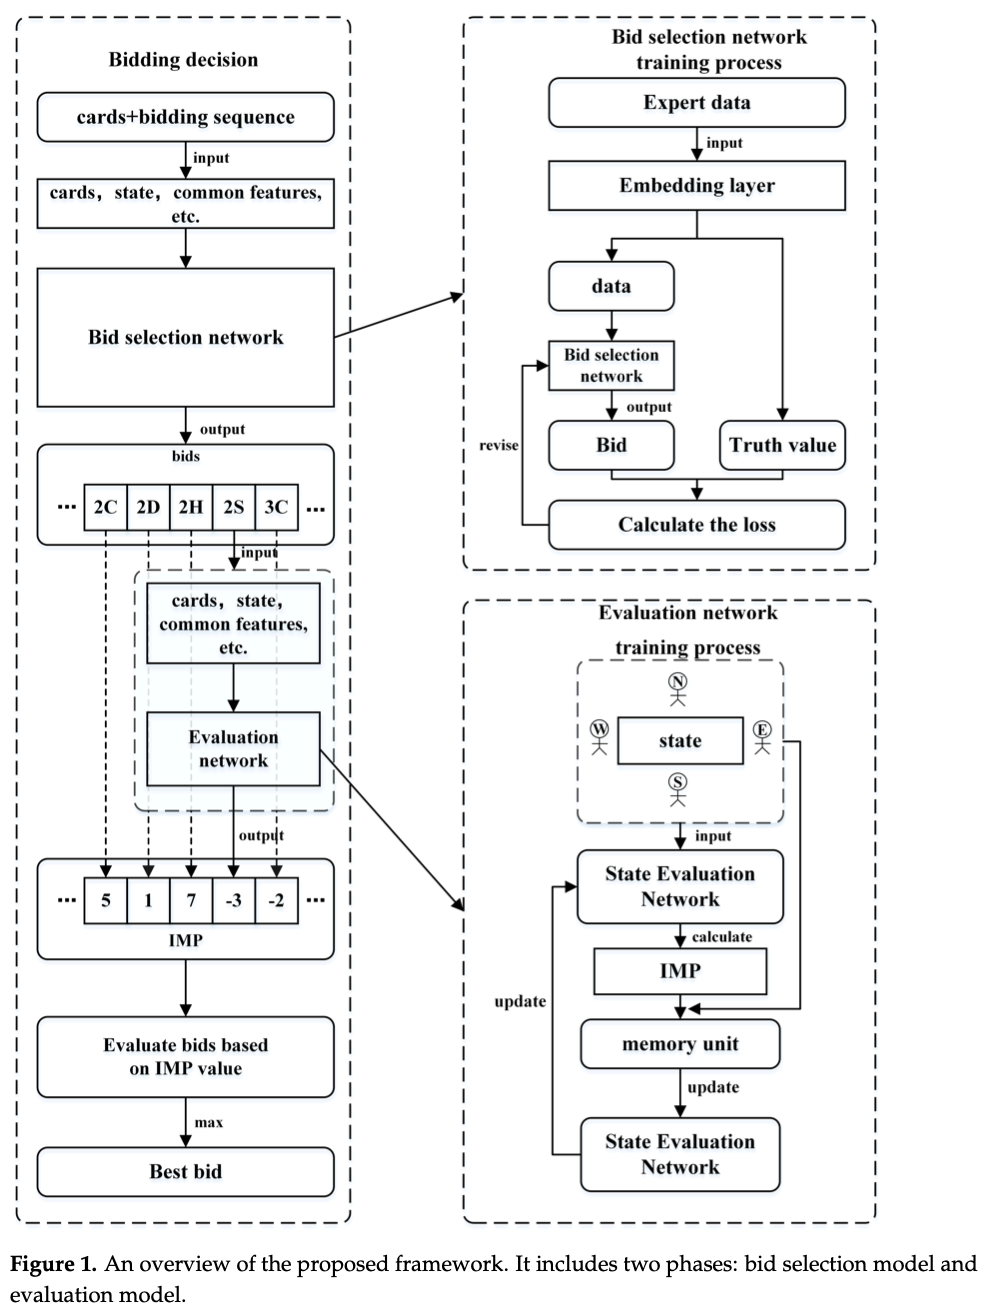 Bidding decision
cards+bidding sequence
input
cards, state, common features,
etc.
Bid selection network
output
bids
... 2C 2D 2H 2S 3C ...
input
cards, state,
common features,
etc.
Evaluation
network
output
... 5 1 7 -3 -2 ...
IMP
Evaluate bids based
on IMP value
max
Best bid
Bid selection network
training process
Expert data
input
Embedding layer
data
Bid selection
network
output
revise
Bid
Truth value
Calculate the loss
Evaluation network
training process
N
W
state
E
S
input
State Evaluation
Network
calculate
IMP
update
memory unit
update
State Evaluation
Network
Figure 1. An overview of the proposed framework. It includes two phases: bid selection model and
evaluation model.